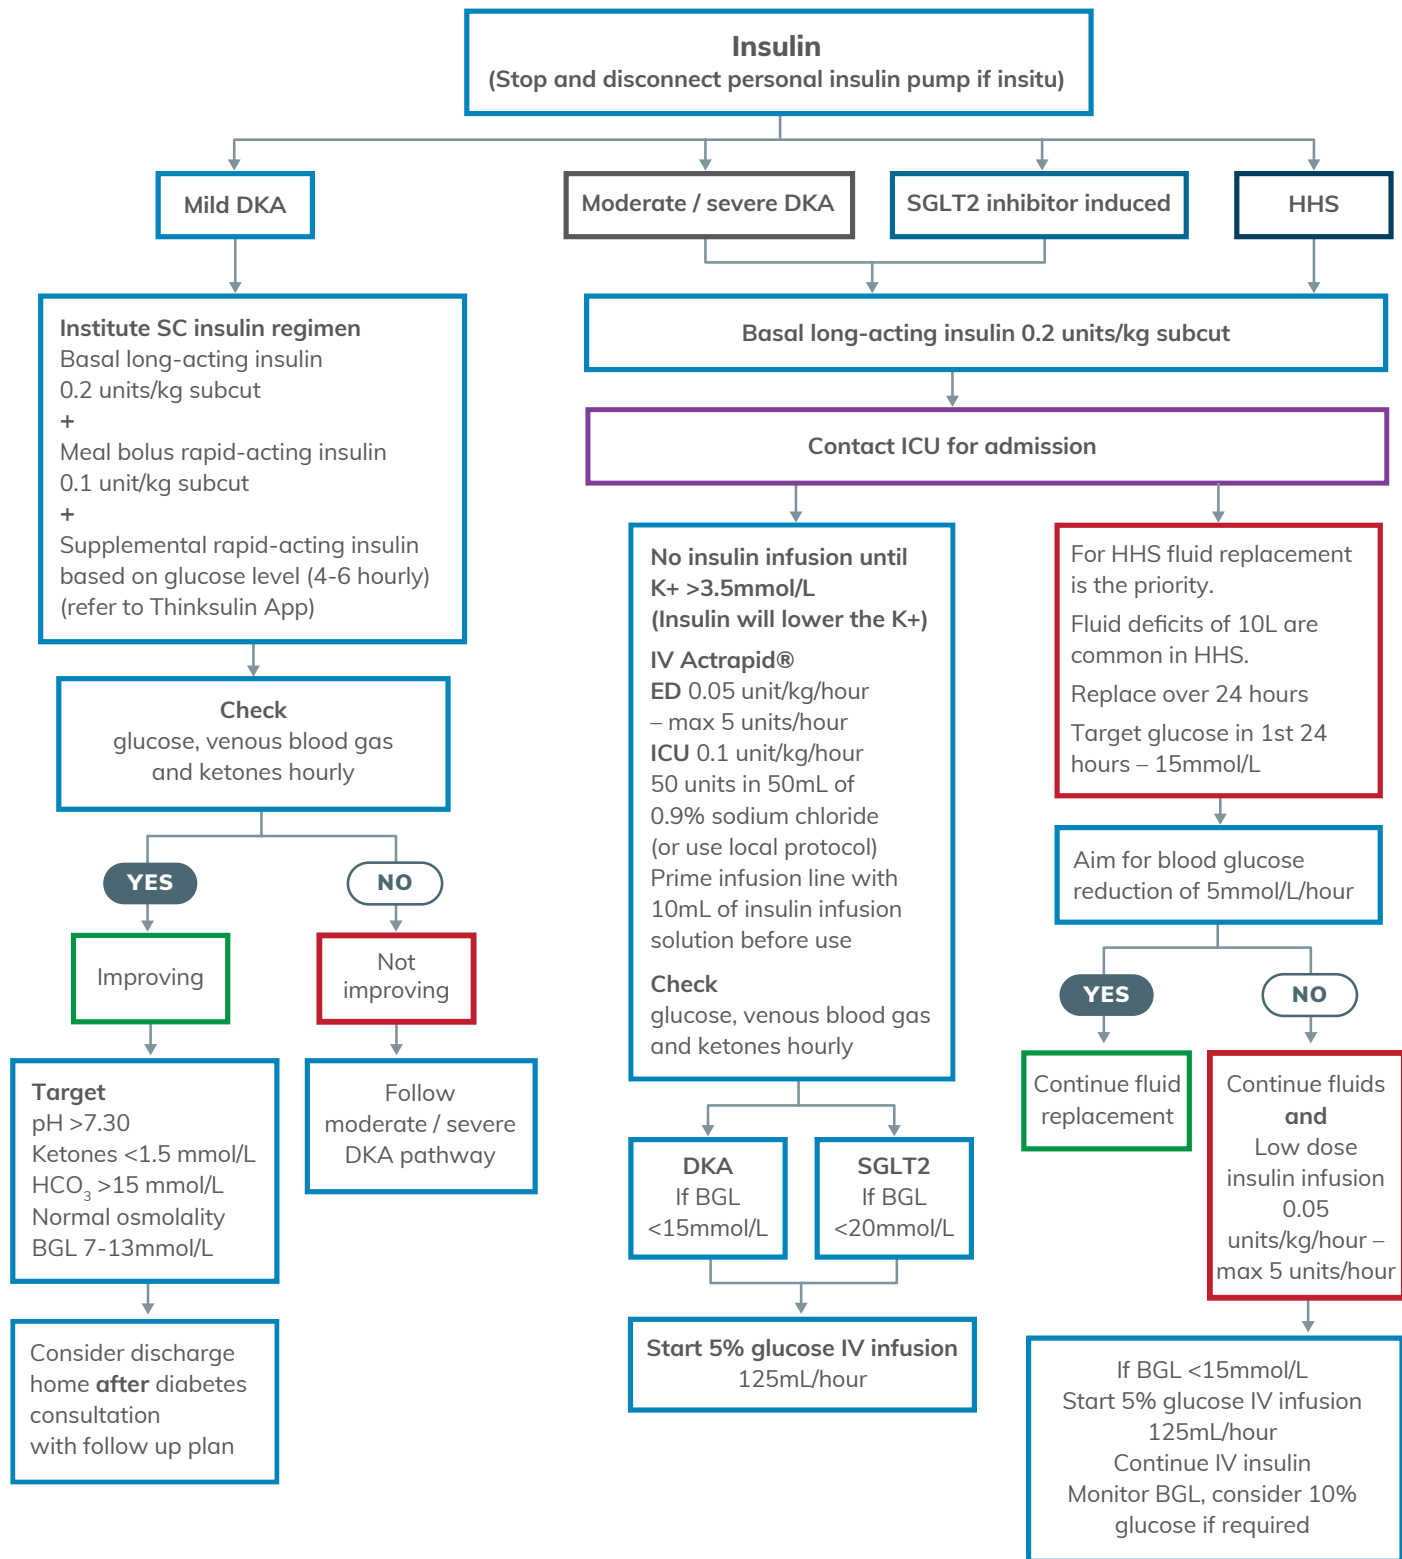 Insulin
(Stop and disconnect personal insulin pump if insitu)
Mild DKA
Moderate / severe DKA
SGLT2 inhibitor induced
HHS
Institute SC insulin regimen
Basal long-acting insulin
0.2 units/kg subcut
+
Meal bolus rapid-acting insulin
0.1 unit/kg subcut
+
Supplemental rapid-acting insulin
based on glucose level (4-6 hourly)
(refer to Thinksulin App)
Check
glucose, venous blood gas
and ketones hourly
YES
NO
Improving
Not
improving
Target
pH >7.30
Ketones <1.5 mmol/L
HCO₃ >15 mmol/L
Normal osmolality
BGL 7-13mmol/L
Follow
moderate / severe
DKA pathway
Consider discharge
home after diabetes
consultation
with follow up plan
Basal long-acting insulin 0.2 units/kg subcut
Contact ICU for admission
No insulin infusion until
K+ >3.5mmol/L
(Insulin will lower the K+)
IV Actrapid®
ED 0.05 unit/kg/hour
– max 5 units/hour
ICU 0.1 unit/kg/hour
50 units in 50mL of
0.9% sodium chloride
(or use local protocol)
Prime infusion line with
10mL of insulin infusion
solution before use
Check
glucose, venous blood gas
and ketones hourly
DKA
If BGL
<15mmol/L
SGLT2
If BGL
<20mmol/L
Start 5% glucose IV infusion
125mL/hour
For HHS fluid replacement
is the priority.
Fluid deficits of 10L are
common in HHS.
Replace over 24 hours
Target glucose in 1st 24
hours – 15mmol/L
Aim for blood glucose
reduction of 5mmol/L/hour
YES
NO
Continue fluid
replacement
Continue fluids
and
Low dose
insulin infusion
0.05
units/kg/hour –
max 5 units/hour
If BGL <15mmol/L
Start 5% glucose IV infusion
125mL/hour
Continue IV insulin
Monitor BGL, consider 10%
glucose if required